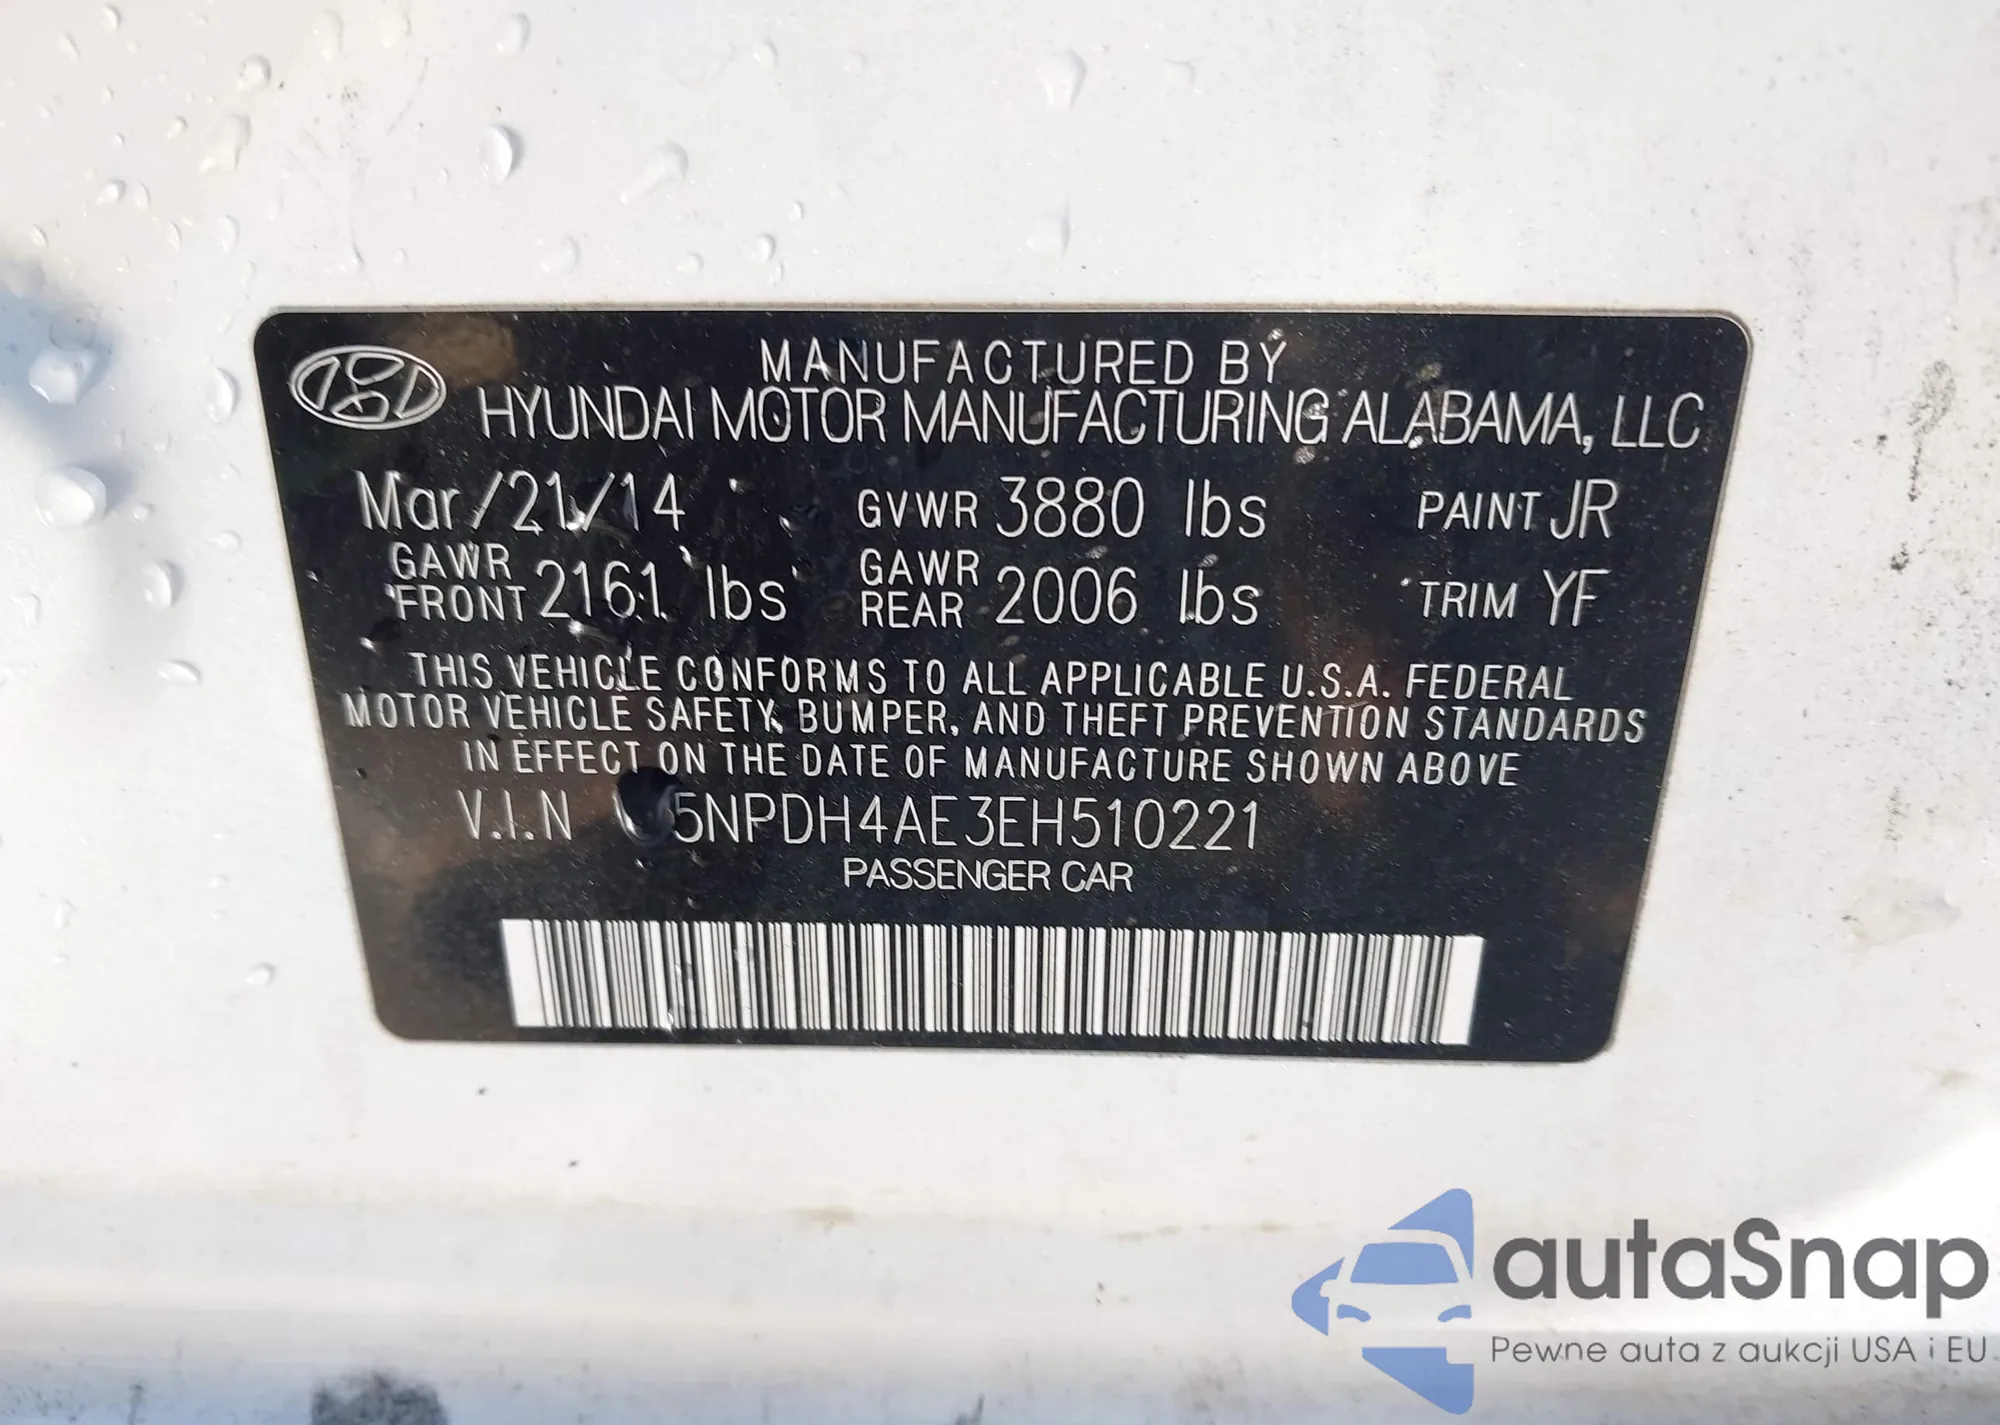 MANUFACTURED BY
HYUNDAI MOTOR MANUFACTURING ALABAMA, LLC
Mar/21/14 GVWR 3880 lbs PAINT JR
GAWR FRONT 2161 lbs GAWR REAR 2006 lbs TRIM YF
THIS VEHICLE CONFORMS TO ALL APPLICABLE U.S.A. FEDERAL
MOTOR VEHICLE SAFETY, BUMPER, AND THEFT PREVENTION STANDARDS
IN EFFECT ON THE DATE OF MANUFACTURE SHOWN ABOVE
V.I.N 5NPDH4AE3EH510221
PASSENGER CAR
autaSnap
Pewne auta z aukcji USA i EU